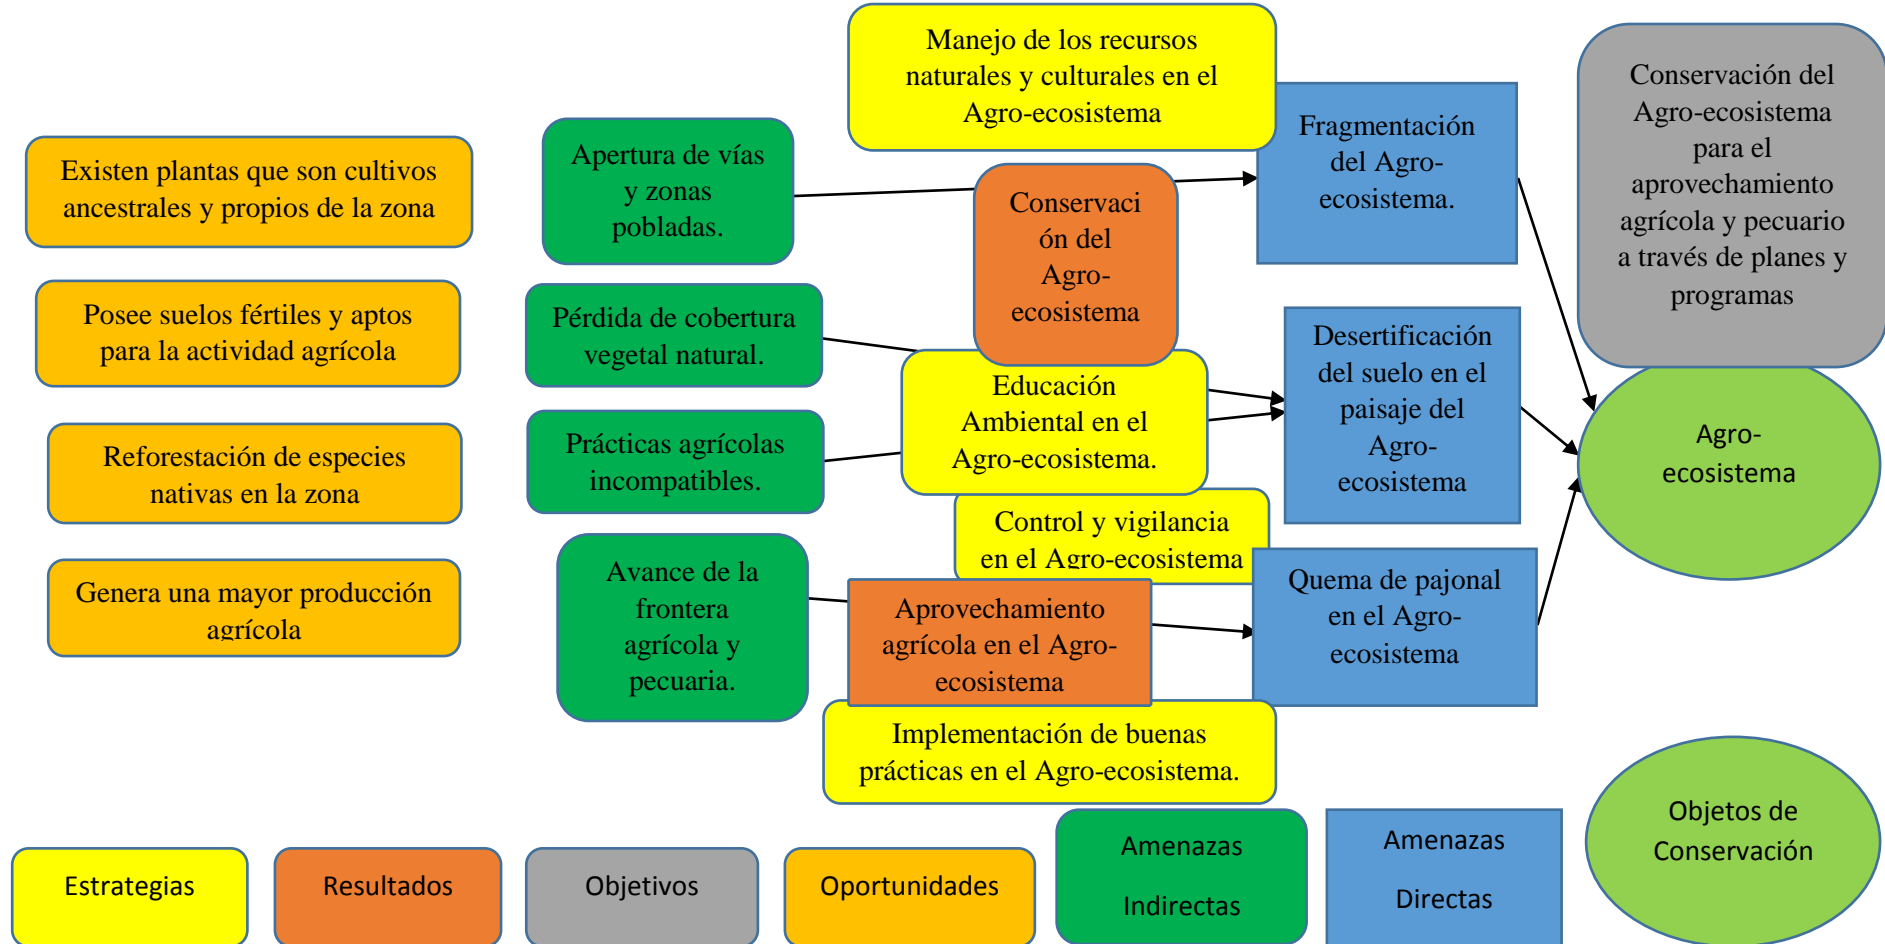 Existen plantas que son cultivos
ancestrales y propios de la zona
Posee suelos fértiles y aptos
para la actividad agrícola
Reforestación de especies
nativas en la zona
Genera una mayor producción
agrícola
Apertura de vías
y zonas
pobladas.
Pérdida de cobertura
vegetal natural.
Prácticas agrícolas
incompatibles.
Avance de la
frontera
agrícola y
pecuaria.
Manejo de los recursos
naturales y culturales en el
Agro-ecosistema
Conservaci
ón del
Agro-
ecosistema
Educación
Ambiental en el
Agro-ecosistema.
Control y vigilancia
en el Agro-ecosistema
Aprovechamiento
agrícola en el Agro-
ecosistema
Implementación de buenas
prácticas en el Agro-ecosistema.
Fragmentación
del Agro-
ecosistema.
Desertificación
del suelo en el
paisaje del
Agro-
ecosistema
Quema de pajonal
en el Agro-
ecosistema
Conservación del
Agro-ecosistema
para el
aprovechamiento
agrícola y pecuario
a través de planes y
programas
Agro-
ecosistema
Estrategias
Resultados
Objetivos
Oportunidades
Amenazas
Indirectas
Amenazas
Directas
Objetos de
Conservación